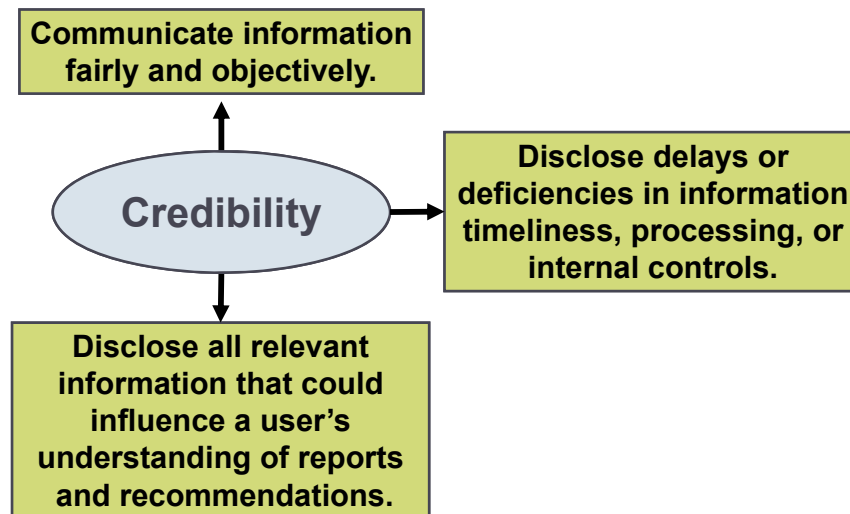 Communicate information
fairly and objectively.
Credibility
Disclose delays or
deficiencies in information
timeliness, processing, or
internal controls.
Disclose all relevant
information that could
influence a user’s
understanding of reports
and recommendations.